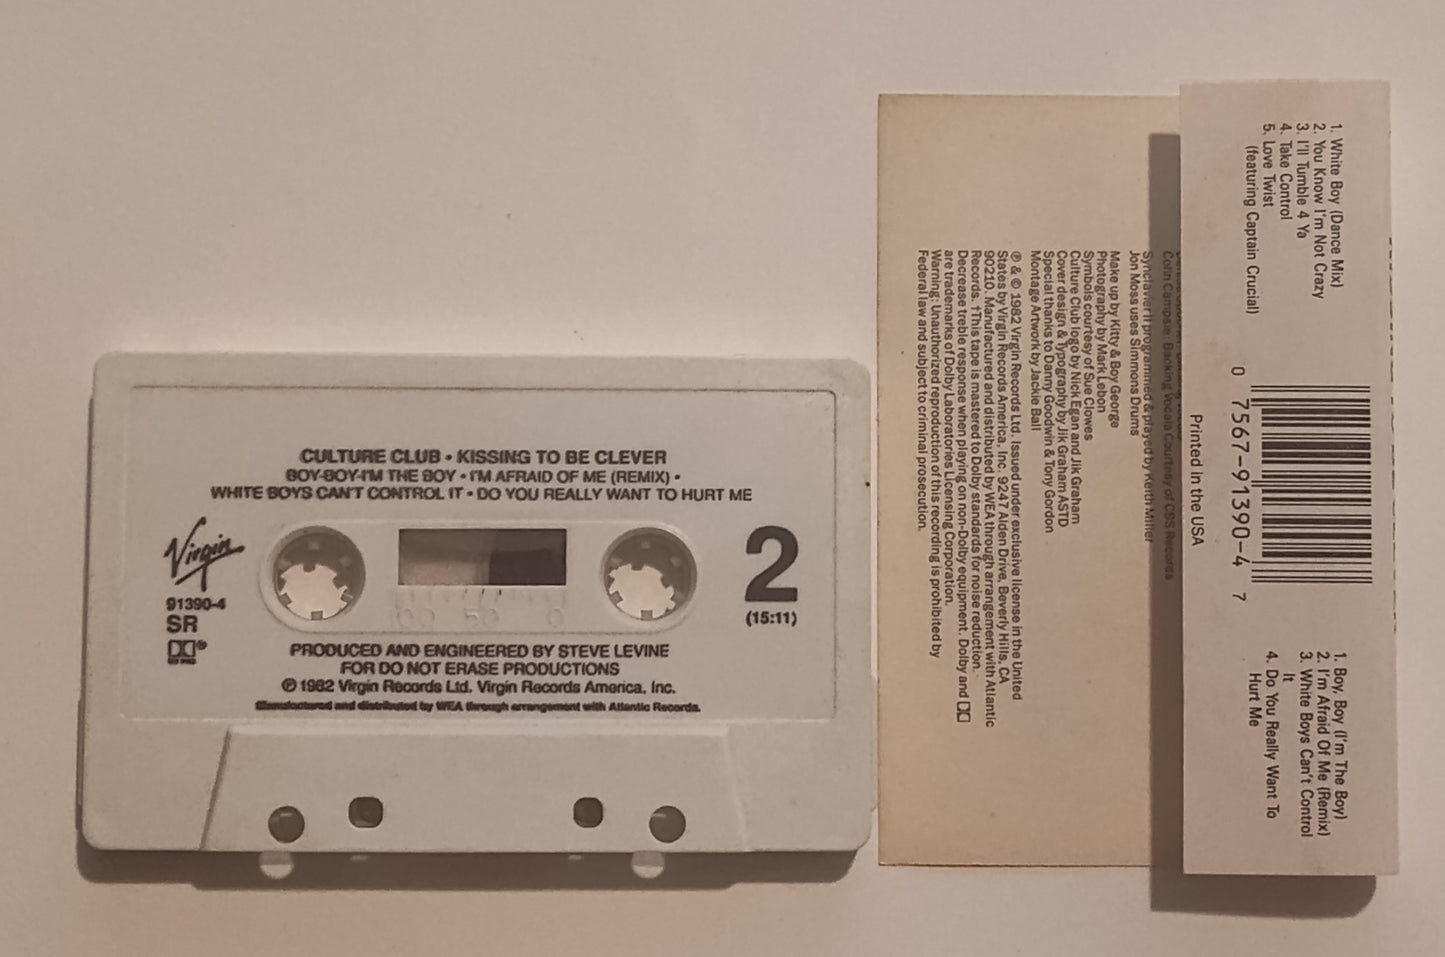 CULTURE CLUB • KISSING TO BE CLEVER
BOY-BOY-I'M THE BOY • I'M AFRAID OF ME (REMIX) •
WHITE BOYS CAN'T CONTROL IT • DO YOU REALLY WANT TO HURT ME
Virgin
91390-4
SR
2
(15:11)
00 50 0
PRODUCED AND ENGINEERED BY STEVE LEVINE
FOR DO NOT ERASE PRODUCTIONS
℗ 1982 Virgin Records Ltd. Virgin Records America, Inc.
Manufactured and distributed by WEA through arrangement with Atlantic Records.
1. White Boy (Dance Mix)
2. You Know I'm Not Crazy
3. I'll Tumble 4 Ya
4. Take Control
5. Love Twist
(featuring Captain Crucial)
0 7567-91390-4 7
Printed in the USA
1. Boy, Boy (I'm The Boy)
2. I'm Afraid Of Me (Remix)
3. White Boys Can't Control
It
4. Do You Really Want To
Hurt Me
Colin Campsie: Backing Vocals Courtesy of CBS Records
Synclavier II programmed & played by Keith Miller
Jon Moss uses Simmons Drums
Make up by Kitty & Boy George
Photography by Mark Lebon
Symbols courtesy of Sue Clowes
Culture Club logo by Nick Egan and Jik Graham
Cover design & Typography by Jik Graham ASTD
Special thanks to Danny Goodwin & Tony Gordon
Montage Artwork by Jackie Ball
℗ & © 1982 Virgin Records Ltd. Issued under exclusive license in the United
States by Virgin Records America, Inc. 9247 Alden Drive, Beverly Hills, CA
90210. Manufactured and distributed by WEA through arrangement with Atlantic
Records. †This tape is mastered to Dolby standards for noise reduction.
Decrease treble response when playing on non-Dolby equipment. Dolby and
are trademarks of Dolby Laboratories Licensing Corporation.
Warning: Unauthorized reproduction of this recording is prohibited by
Federal law and subject to criminal prosecution.